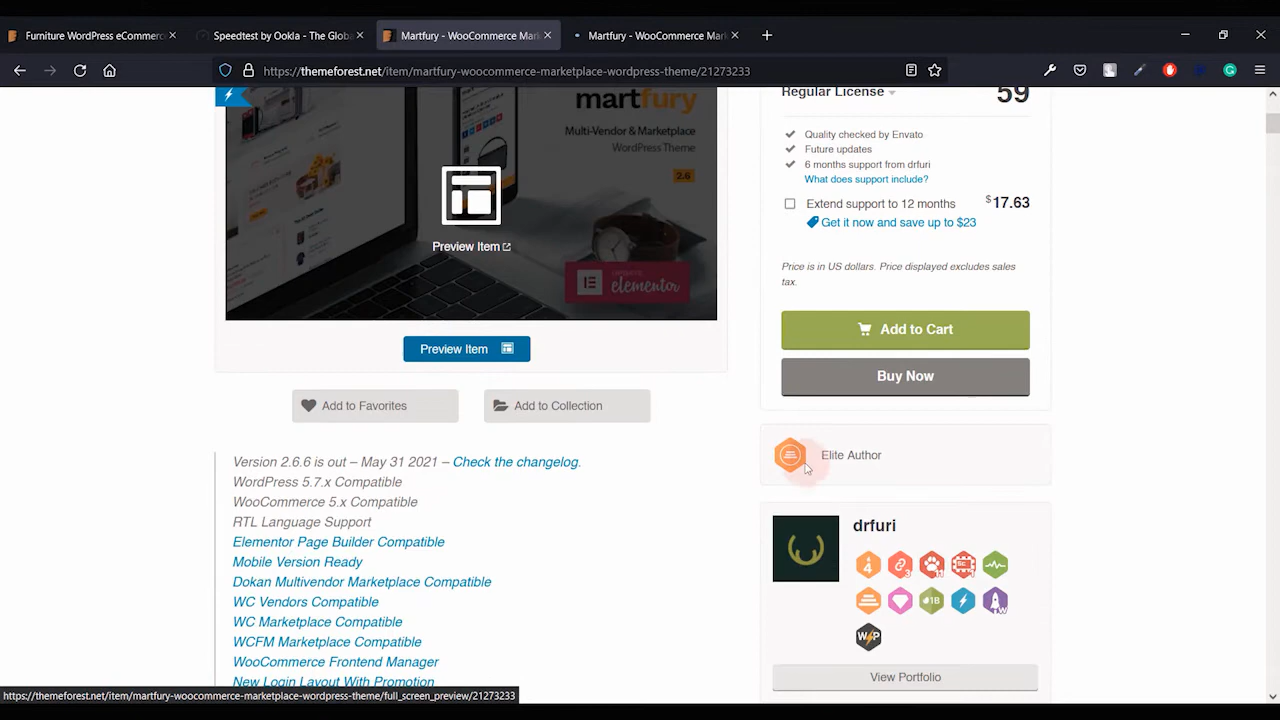 Furniture WordPress eCommerc
Speedtest by Ookla - The Globa
Martfury - WooCommerce Mark
Martfury - WooCommerce Mark
https://themeforest.net/item/martfury-woocommerce-marketplace-wordpress-theme/21273233
martfury
Multi-Vendor & Marketplace
WordPress Theme
2.6
Preview Item
elementor
Preview Item
Add to Favorites
Add to Collection
Version 2.6.6 is out – May 31 2021 – Check the changelog.
WordPress 5.7.x Compatible
WooCommerce 5.x Compatible
RTL Language Support
Elementor Page Builder Compatible
Mobile Version Ready
Dokan Multivendor Marketplace Compatible
WC Vendors Compatible
WC Marketplace Compatible
WCFM Marketplace Compatible
WooCommerce Frontend Manager
New Login Layout With Promotion
Regular License
59
Quality checked by Envato
Future updates
6 months support from drfuri
What does support include?
Extend support to 12 months
$17.63
Get it now and save up to $23
Price is in US dollars. Price displayed excludes sales
tax.
Add to Cart
Buy Now
Elite Author
drfuri
4
3
1B
W
WP
View Portfolio
https://themeforest.net/item/martfury-woocommerce-marketplace-wordpress-theme/full_screen_preview/21273233